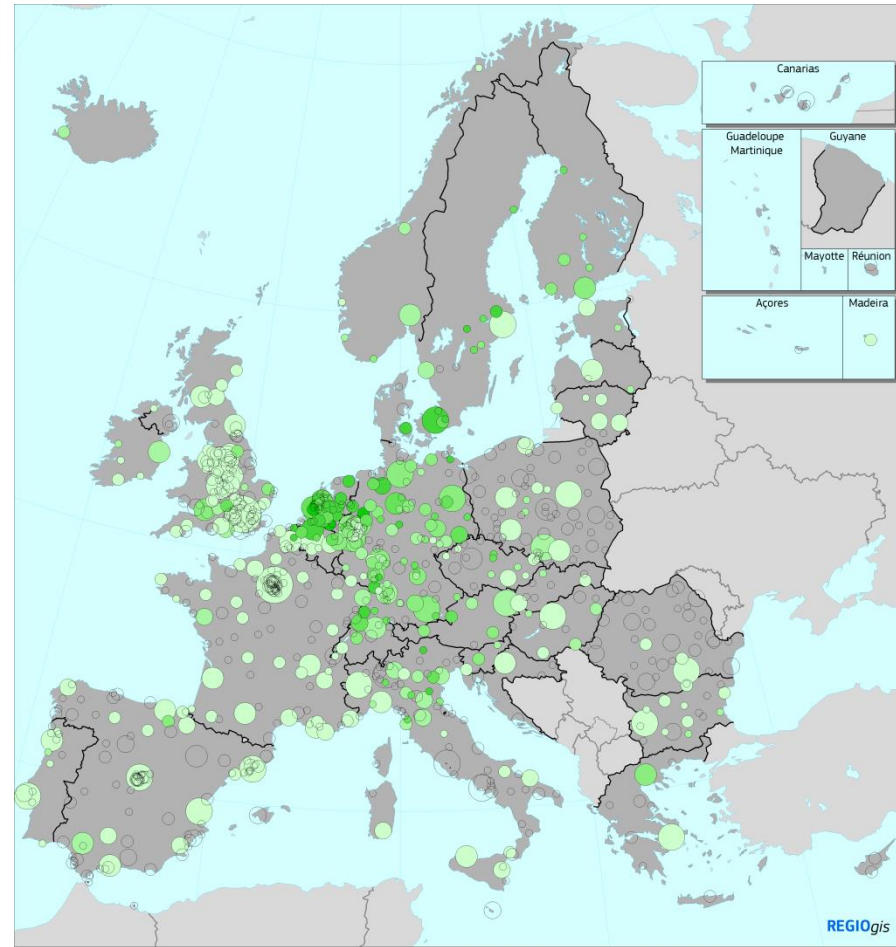 Canarias
Guadeloupe
Martinique
Guyane
Mayotte
Réunion
Açores
Madeira
REGIOgis